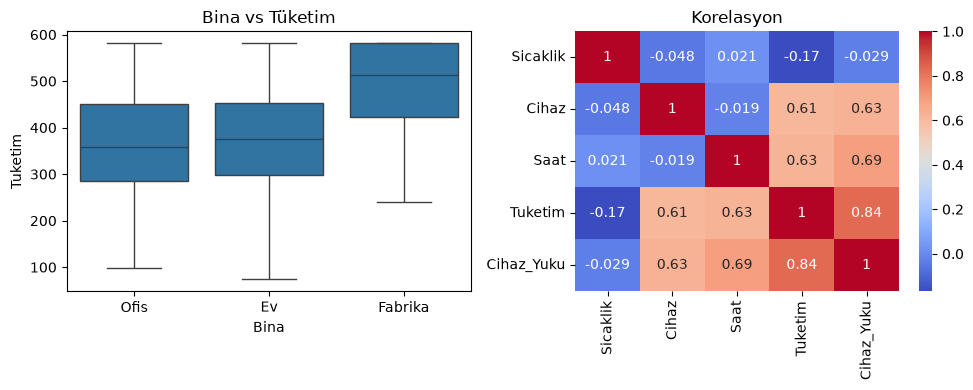 Bina vs Tüketim
600
500
400
300
200
100
Tuketim
Ofis Ev Fabrika
Bina
Korelasyon
Sicaklik 1 -0.048 0.021 -0.17 -0.029
Cihaz -0.048 1 -0.019 0.61 0.63
Saat 0.021 -0.019 1 0.63 0.69
Tuketim -0.17 0.61 0.63 1 0.84
Cihaz_Yuku -0.029 0.63 0.69 0.84 1
Sicaklik Cihaz Saat Tuketim Cihaz_Yuku
1.0
0.8
0.6
0.4
0.2
0.0